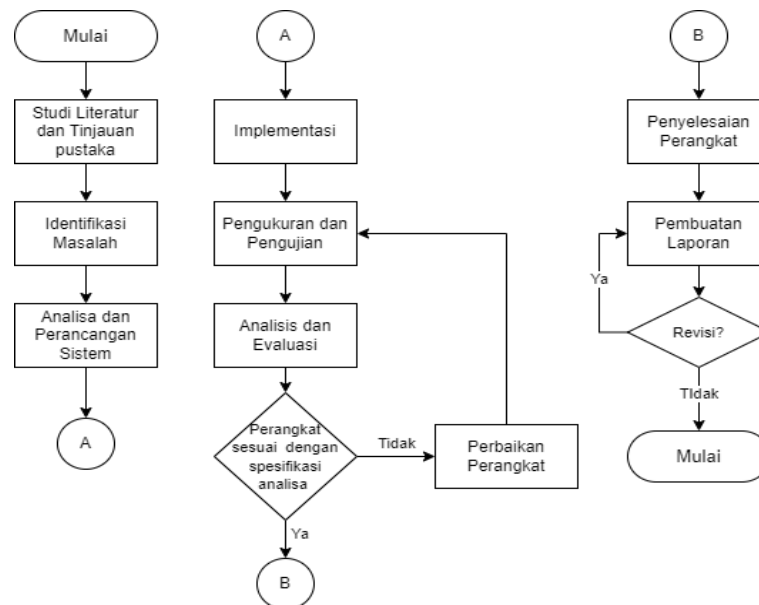 Mulai
Studi Literatur
dan Tinjauan
pustaka
Identifikasi
Masalah
Analisa dan
Perancangan
Sistem
A
A
Implementasi
Pengukuran dan
Pengujian
Analisis dan
Evaluasi
Perangkat
sesuai dengan
spesifikasi
analisa
Tidak
Perbaikan
Perangkat
Ya
B
B
Penyelesaian
Perangkat
Pembuatan
Laporan
Ya
Revisi?
TIdak
Mulai